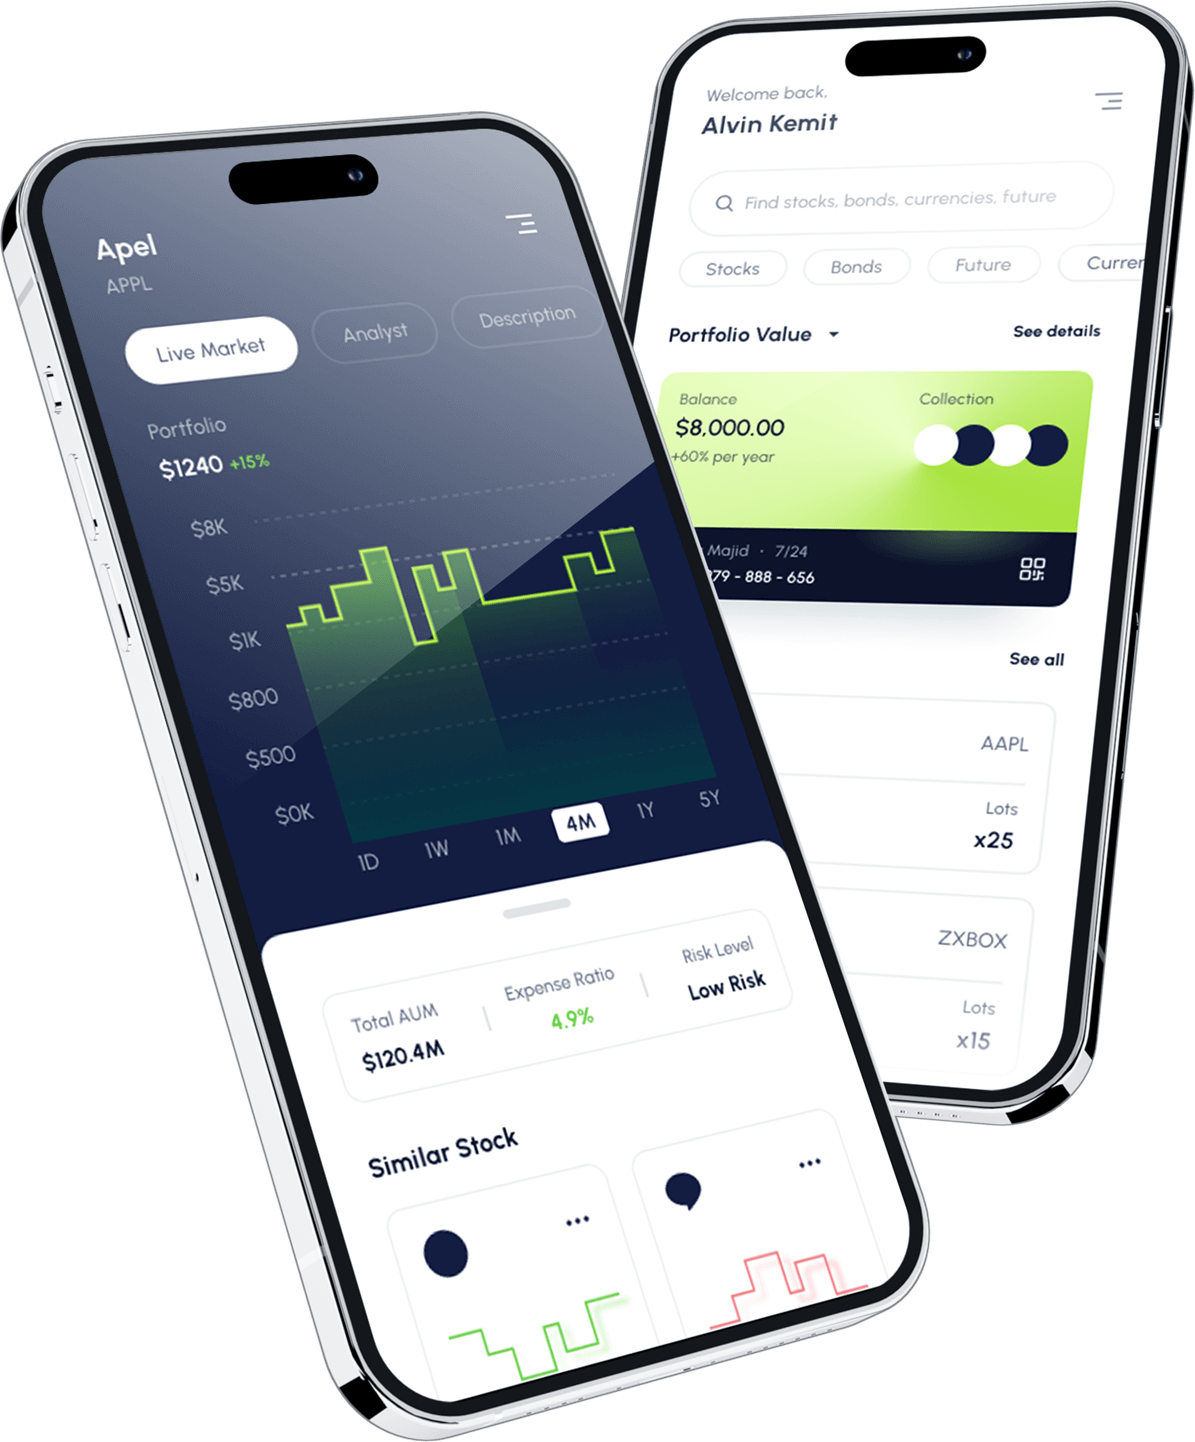 Apel
APPL
Live Market
Analyst
Description
Portfolio
$1240 +15%
$8K
$5K
$1K
$800
$500
$0K
1D
1W
1M
4M
1Y
5Y
Total AUM
$120.4M
Expense Ratio
4.9%
Risk Level
Low Risk
Similar Stock
Welcome back,
Alvin Kemit
Find stocks, bonds, currencies, future
Stocks
Bonds
Future
Curren
Portfolio Value
See details
Balance
$8,000.00
+60% per year
Collection
Majid · 7/24
79 - 888 - 656
See all
AAPL
Lots
x25
ZXBOX
Lots
x15